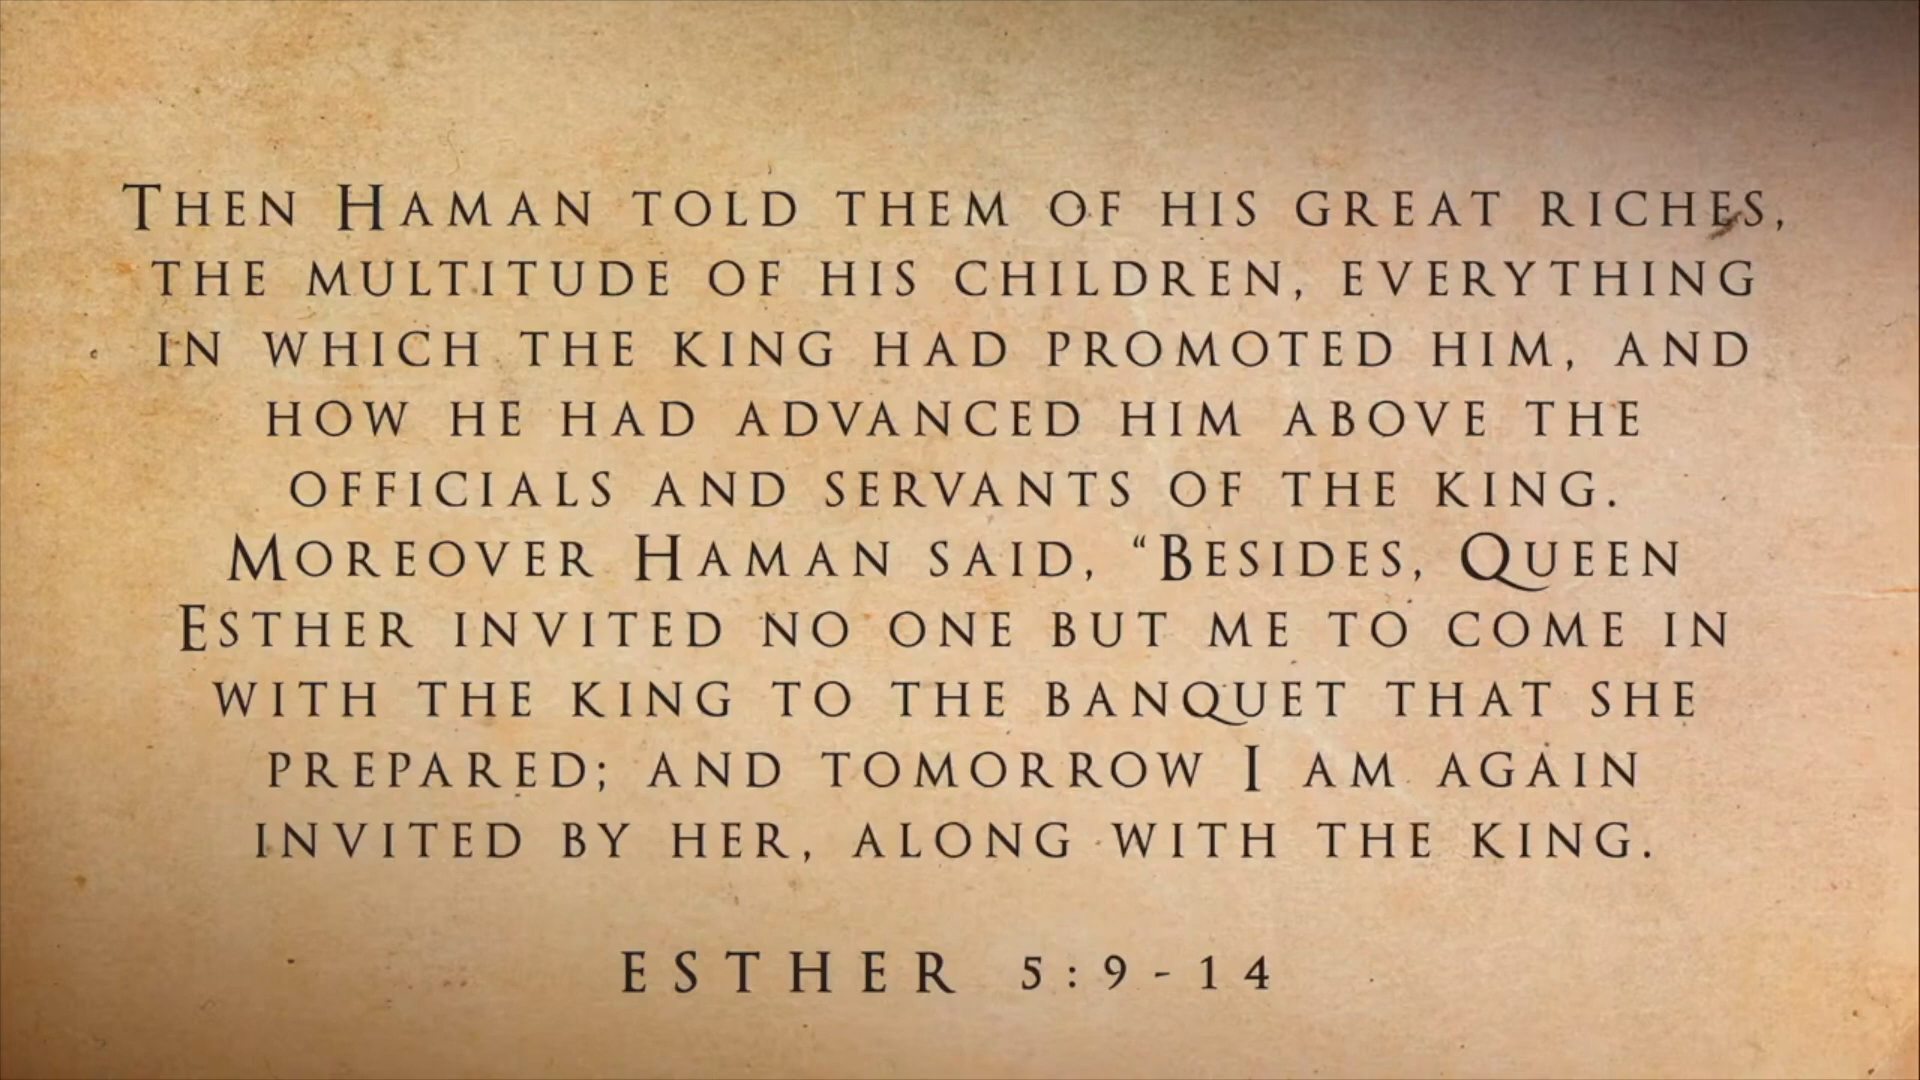 Then Haman told them of his great riches,
the multitude of his children, everything
in which the king had promoted him, and
how he had advanced him above the
officials and servants of the king.
Moreover Haman said, “Besides, Queen
Esther invited no one but me to come in
with the king to the banquet that she
prepared; and tomorrow I am again
invited by her, along with the king.
ESTHER 5:9-14